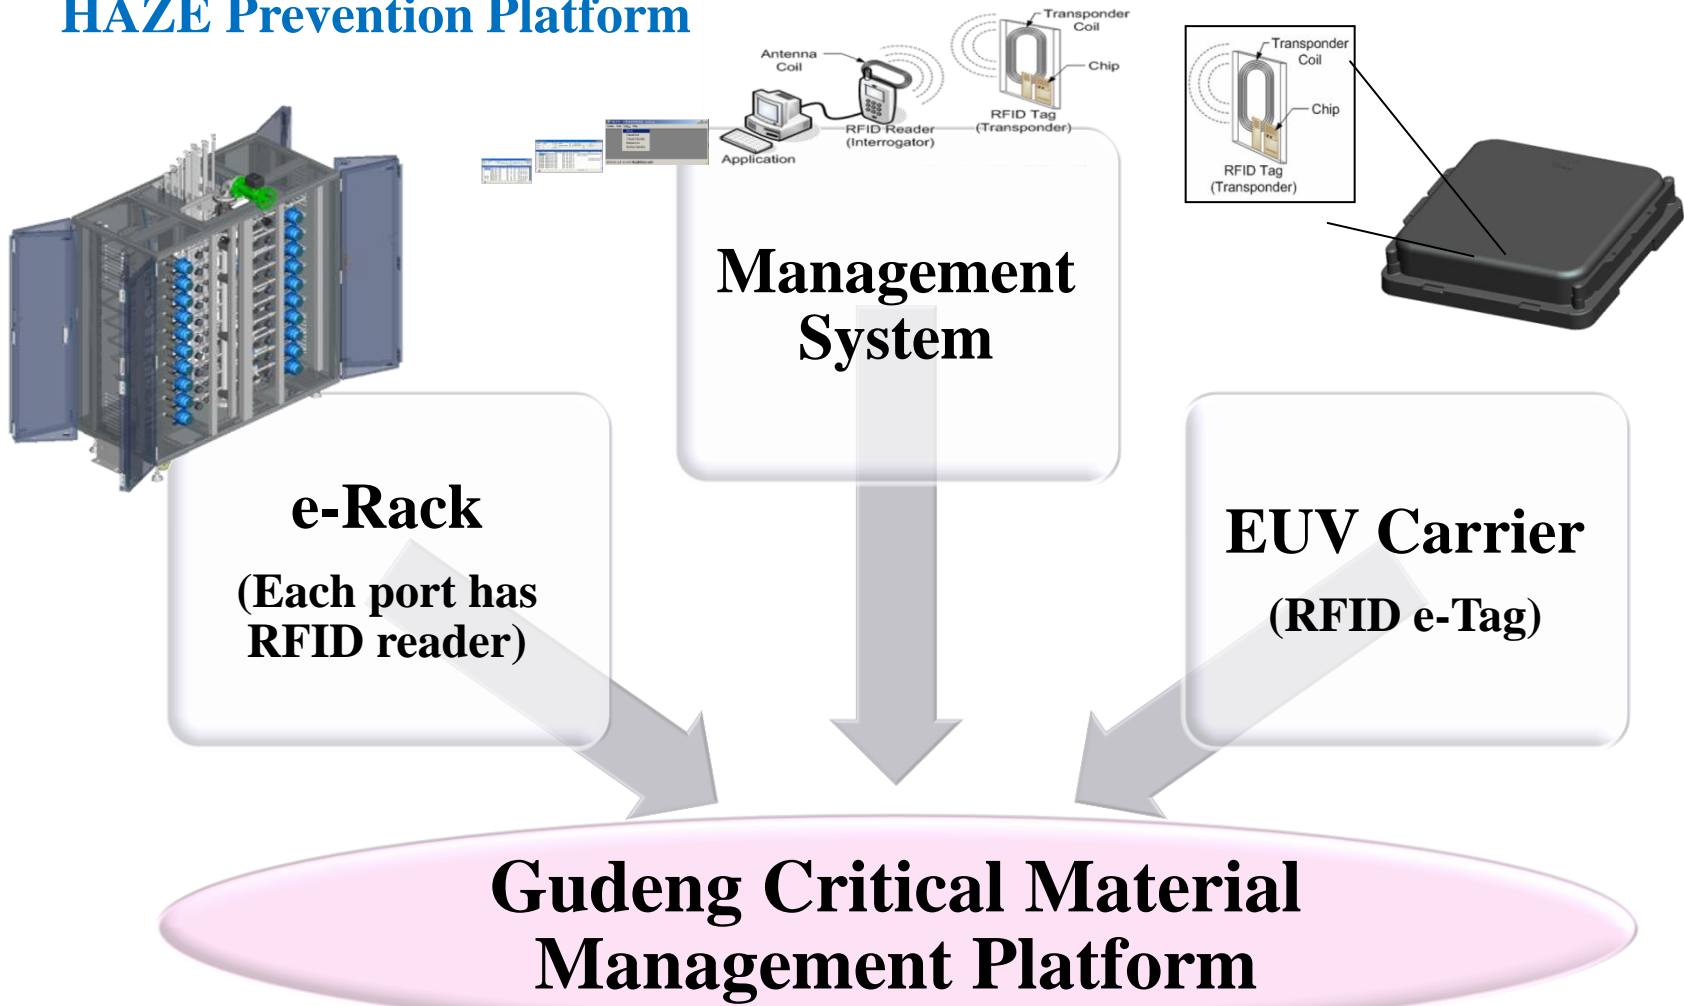 HAZE Prevention Platform
Transponder
Coil
Antenna
Coil
Chip
RFID Tag
(Transponder)
RFID Reader
(Interrogator)
Application
Transponder
Coil
Chip
RFID Tag
(Transponder)
Management
System
e-Rack
(Each port has
RFID reader)
EUV Carrier
(RFID e-Tag)
Gudeng Critical Material
Management Platform